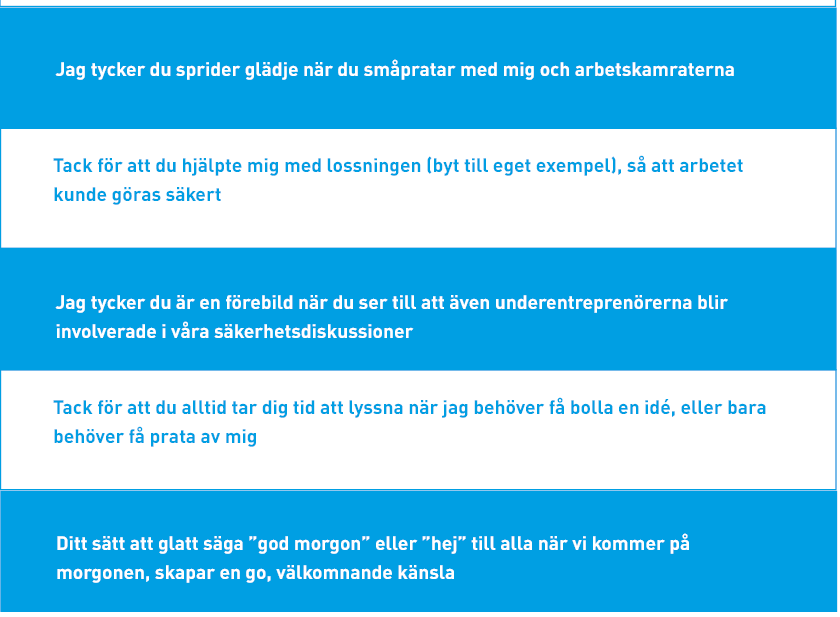 Jag tycker du sprider glädje när du småpratar med mig och arbetskamraterna
Tack för att du hjälpte mig med lossningen (byt till eget exempel), så att arbetet
kunde göras säkert
Jag tycker du är en förebild när du ser till att även underentreprenörerna blir
involverade i våra säkerhetsdiskussioner
Tack för att du alltid tar dig tid att lyssna när jag behöver få bolla en idé, eller bara
behöver få prata av mig
Ditt sätt att glatt säga ”god morgon” eller ”hej” till alla när vi kommer på
morgonen, skapar en go, välkomnande känsla